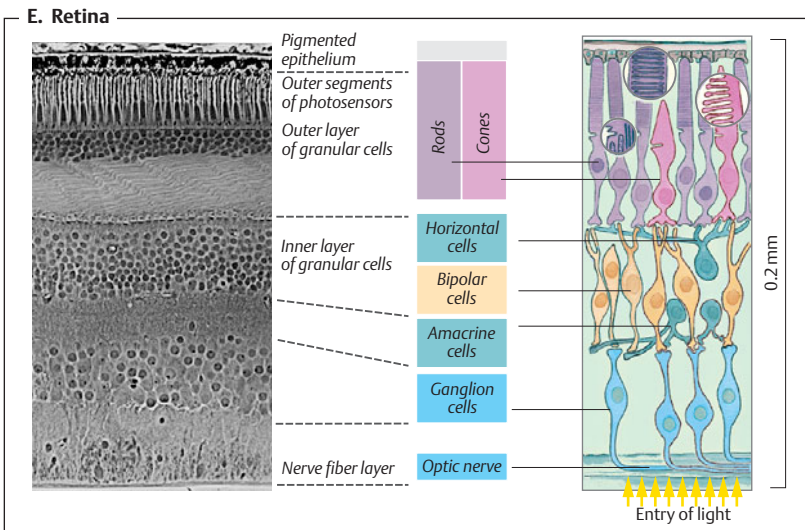 E. Retina
Pigmented
epithelium
Outer segments
of photosensors
Outer layer
of granular cells
Inner layer
of granular cells
Nerve fiber layer
Rods
Cones
Horizontal
cells
Bipolar
cells
Amacrine
cells
Ganglion
cells
Optic nerve
0.2 mm
Entry of light